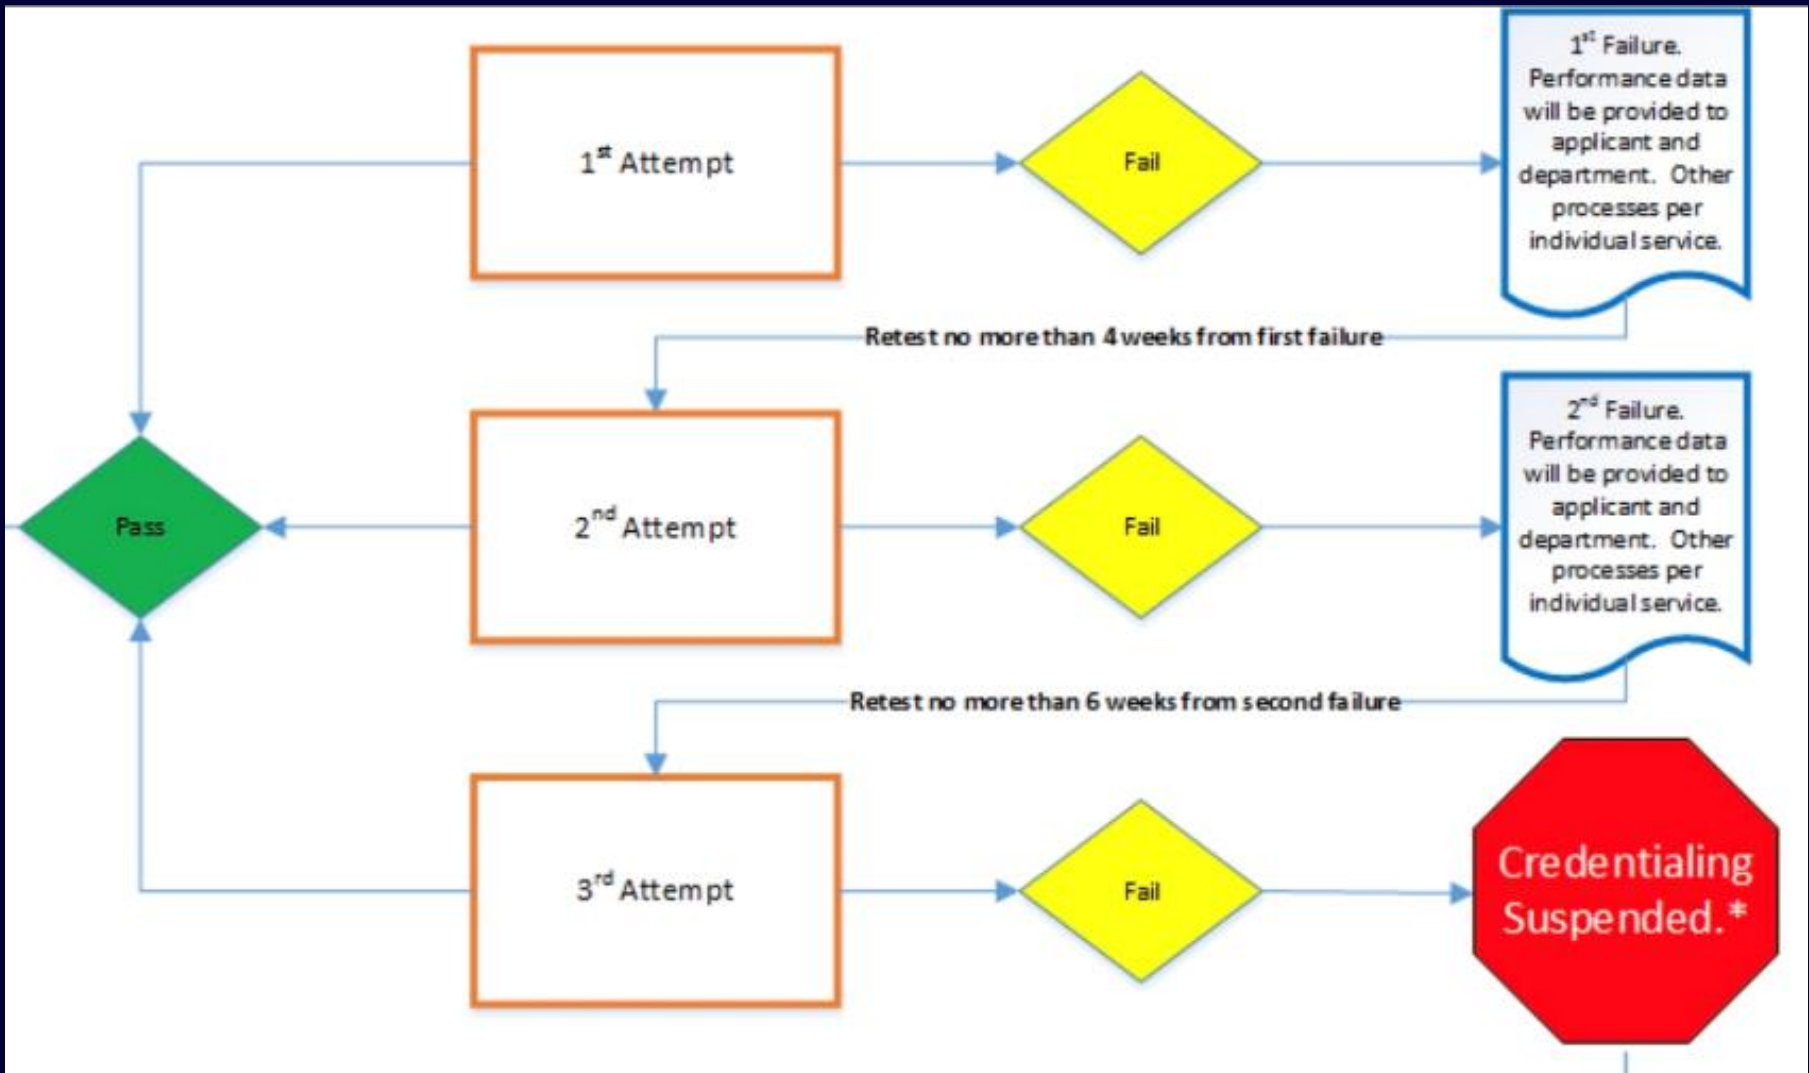 1st Attempt
Fail
1st Failure.
Performance data
will be provided to
applicant and
department. Other
processes per
individual service.
Retest no more than 4 weeks from first failure
Pass
2nd Attempt
Fail
2nd Failure.
Performance data
will be provided to
applicant and
department. Other
processes per
individual service.
Retest no more than 6 weeks from second failure
3rd Attempt
Fail
Credentialing
Suspended.*